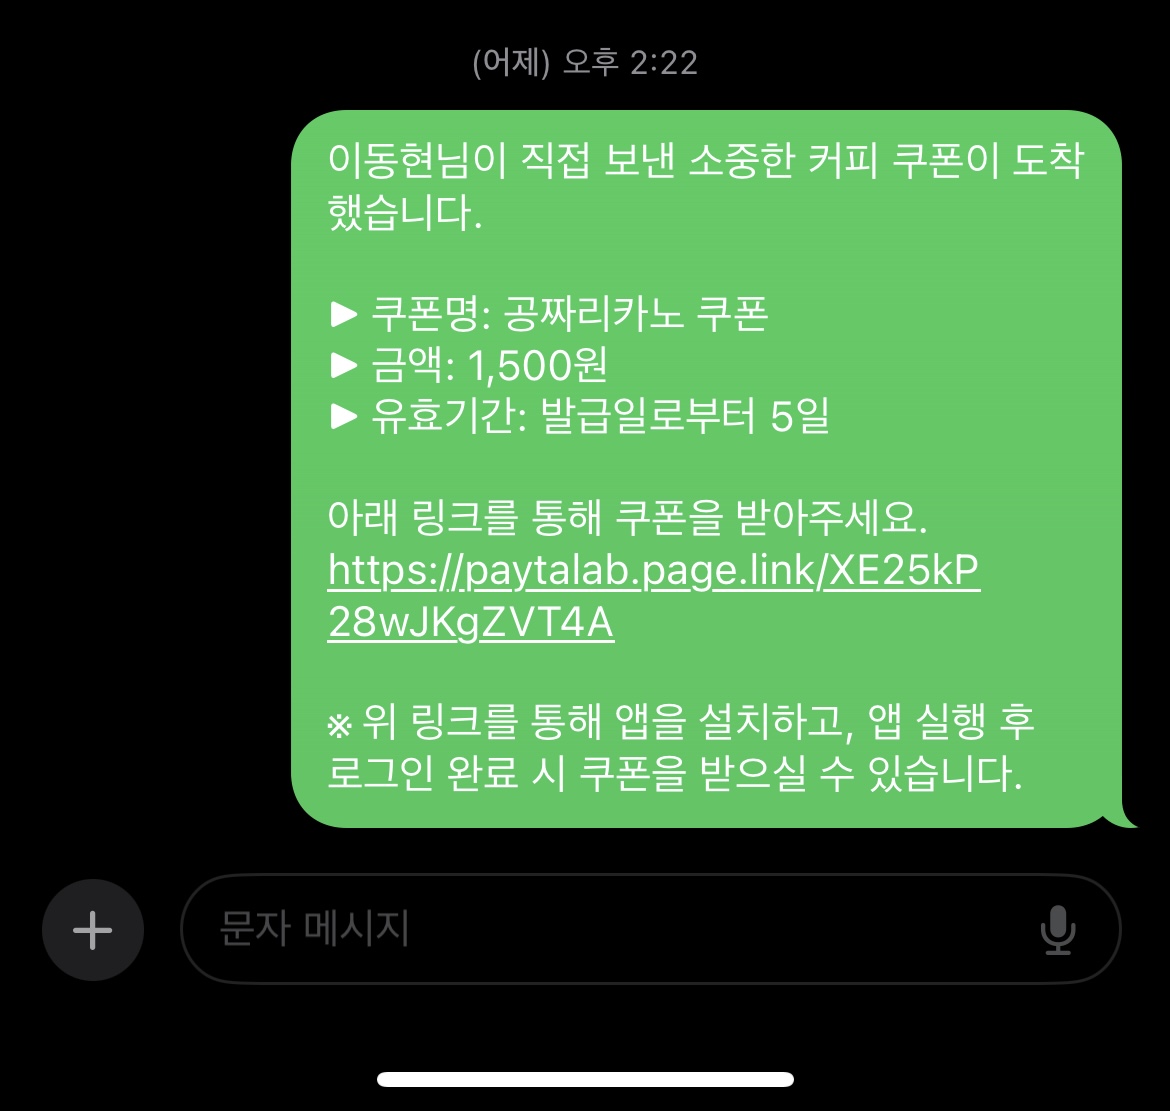 (어제) 오후 2:22
이동현님이 직접 보낸 소중한 커피 쿠폰이 도착
했습니다.
▶ 쿠폰명: 공짜리카노 쿠폰
▶ 금액: 1,500원
▶ 유효기간: 발급일로부터 5일
아래 링크를 통해 쿠폰을 받아주세요.
https://paytalab.page.link/XE25kP
28wJKgZVT4A
※ 위 링크를 통해 앱을 설치하고, 앱 실행 후
로그인 완료 시 쿠폰을 받으실 수 있습니다.
문자 메시지